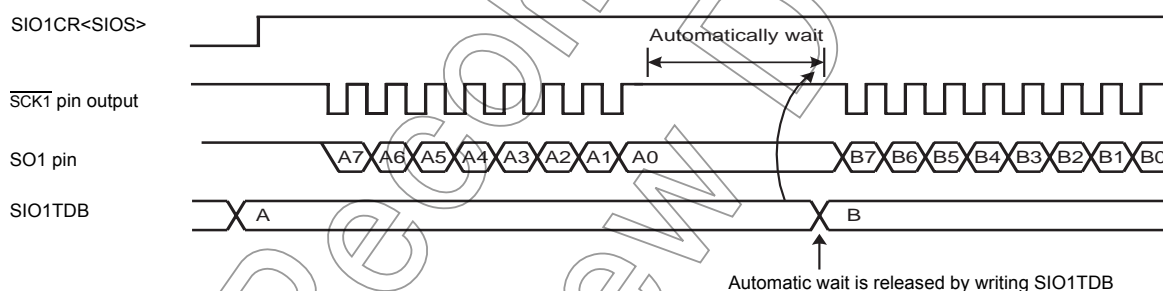 SIO1CR<SIOS>
Automatically wait
SCK1 pin output
SO1 pin
A7 A6 A5 A4 A3 A2 A1 A0 B7 B6 B5 B4 B3 B2 B1 B0
SIO1TDB
A B
Automatic wait is released by writing SIO1TDB